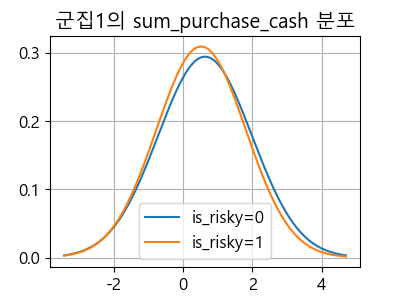 군집1의 sum_purchase_cash 분포
0.3
0.2
0.1
0.0
is_risky=0
is_risky=1
-2 0 2 4